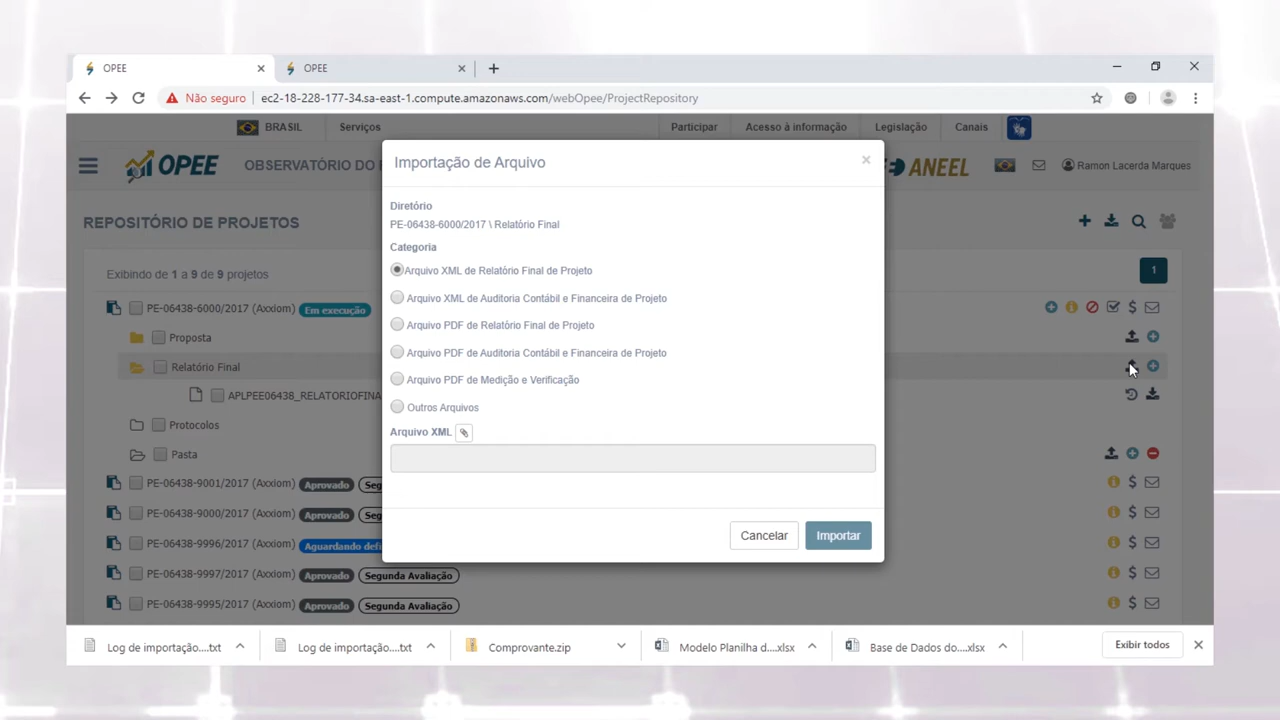 OPEE
OPEE
Não seguro
ec2-18-228-177-34.sa-east-1.compute.amazonaws.com/webOpee/ProjectRepository
BRASIL
Serviços
Participar
Acesso à informação
Legislação
Canais
OPEE
OBSERVATÓRIO DO
ANEEL
Ramon Lacerda Marques
REPOSITÓRIO DE PROJETOS
Exibindo de 1 a 9 de 9 projetos
1
PE-06438-6000/2017 (Axxiom) Em execução
Proposta
Relatório Final
APLPEE06438_RELATORIOFINA
Protocolos
Pasta
PE-06438-9001/2017 (Axxiom) Aprovado Seg
PE-06438-9000/2017 (Axxiom) Aprovado Seg
PE-06438-9996/2017 (Axxiom) Aguardando defi
PE-06438-9997/2017 (Axxiom) Aprovado Segunda Avaliação
PE-06438-9995/2017 (Axxiom) Aprovado Segunda Avaliação
Importação de Arquivo
×
Diretório
PE-06438-6000/2017 \ Relatório Final
Categoria
Arquivo XML de Relatório Final de Projeto
Arquivo XML de Auditoria Contábil e Financeira de Projeto
Arquivo PDF de Relatório Final de Projeto
Arquivo PDF de Auditoria Contábil e Financeira de Projeto
Arquivo PDF de Medição e Verificação
Outros Arquivos
Arquivo XML
Cancelar
Importar
Log de importação....txt
Log de importação....txt
Comprovante.zip
Modelo Planilha d....xlsx
Base de Dados do....xlsx
Exibir todos